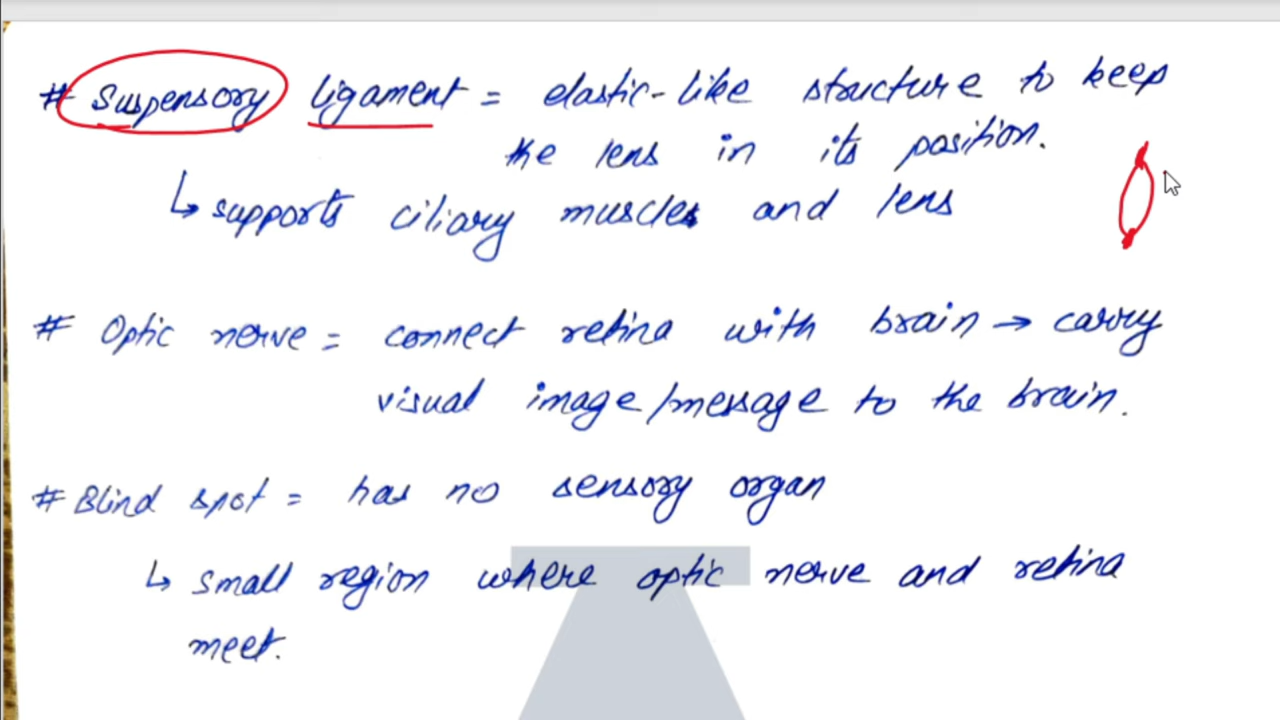 # Suspensory ligament = elastic-like structure to keep
the lens in its position.
↳ supports ciliary muscles and lens
# Optic nerve = connect retina with brain → carry
visual image/message to the brain.
# Blind spot = has no sensory organ
↳ small region where optic nerve and retina
meet.